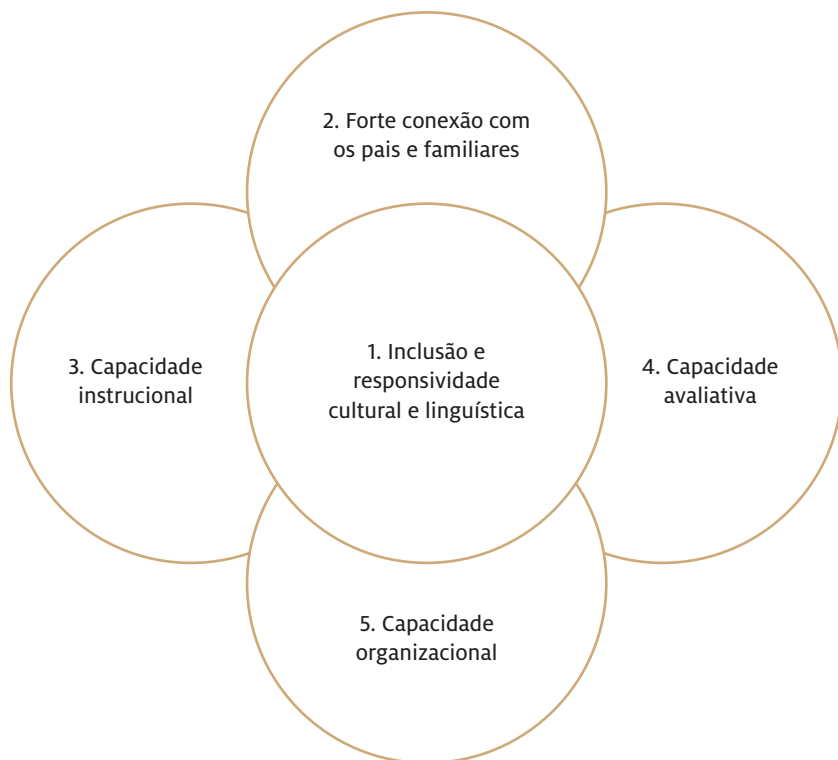 2. Forte conexão com
os pais e familiares
3. Capacidade
instrucional
1. Inclusão e
responsividade
cultural e linguística
4. Capacidade
avaliativa
5. Capacidade
organizacional